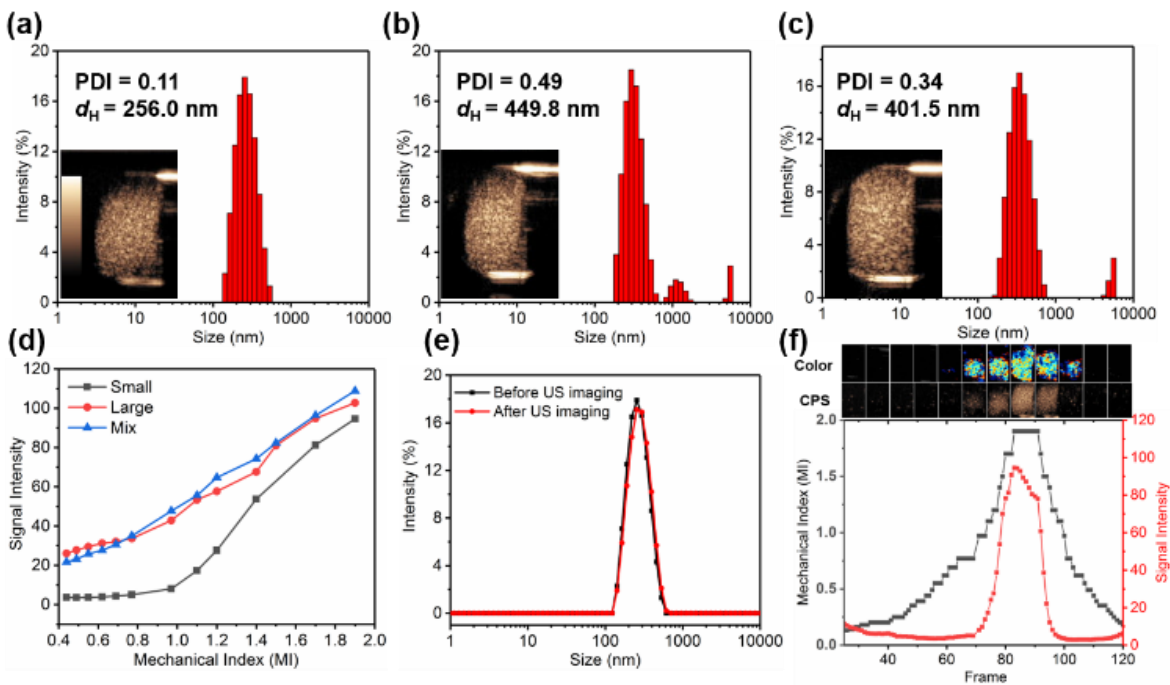 (a)
PDI = 0.11
dH = 256.0 nm
Intensity (%)
20
16
12
8
4
0
1
10
100
1000
10000
Size (nm)
(b)
PDI = 0.49
dH = 449.8 nm
Intensity (%)
20
16
12
8
4
0
1
10
100
1000
10000
Size (nm)
(c)
PDI = 0.34
dH = 401.5 nm
Intensity (%)
20
16
12
8
4
0
1
10
100
1000
10000
Size (nm)
(d)
Small
Large
Mix
Signal Intensity
120
100
80
60
40
20
0
0.4
0.6
0.8
1.0
1.2
1.4
1.6
1.8
2.0
Mechanical Index (MI)
(e)
Before US imaging
After US imaging
Intensity (%)
20
16
12
8
4
0
1
10
100
1000
10000
Size (nm)
(f)
Color
CPS
Mechanical Index (MI)
2.0
1.5
1.0
0.5
0.0
Signal Intensity
120
100
80
60
40
20
0
40
60
80
100
120
Frame